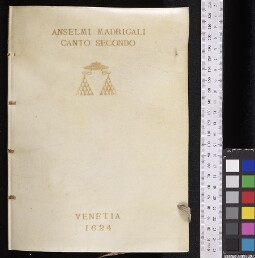 ANSELMI MADRIGALI
CANTO SECONDO
VENETIA
1624